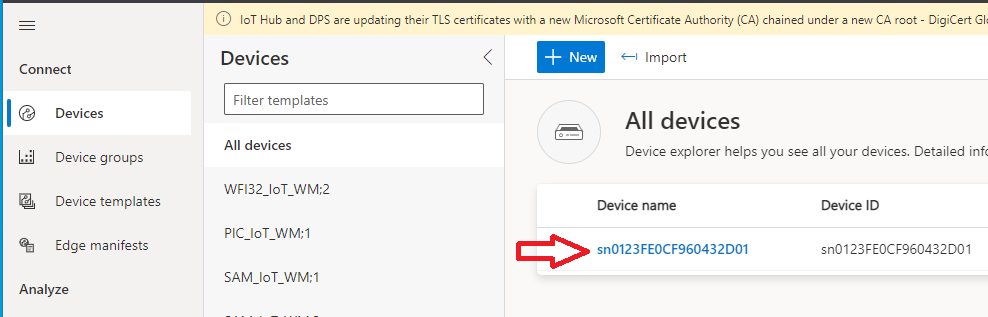 IoT Hub and DPS are updating their TLS certificates with a new Microsoft Certificate Authority (CA) chained under a new CA root - DigiCert Glo
Connect
Devices
Device groups
Device templates
Edge manifests
Analyze
Devices
Filter templates
All devices
WFI32_IoT_WM;2
PIC_IoT_WM;1
SAM_IoT_WM;1
New
Import
All devices
Device explorer helps you see all your devices. Detailed info
Device name
Device ID
sn0123FE0CF960432D01
sn0123FE0CF960432D01